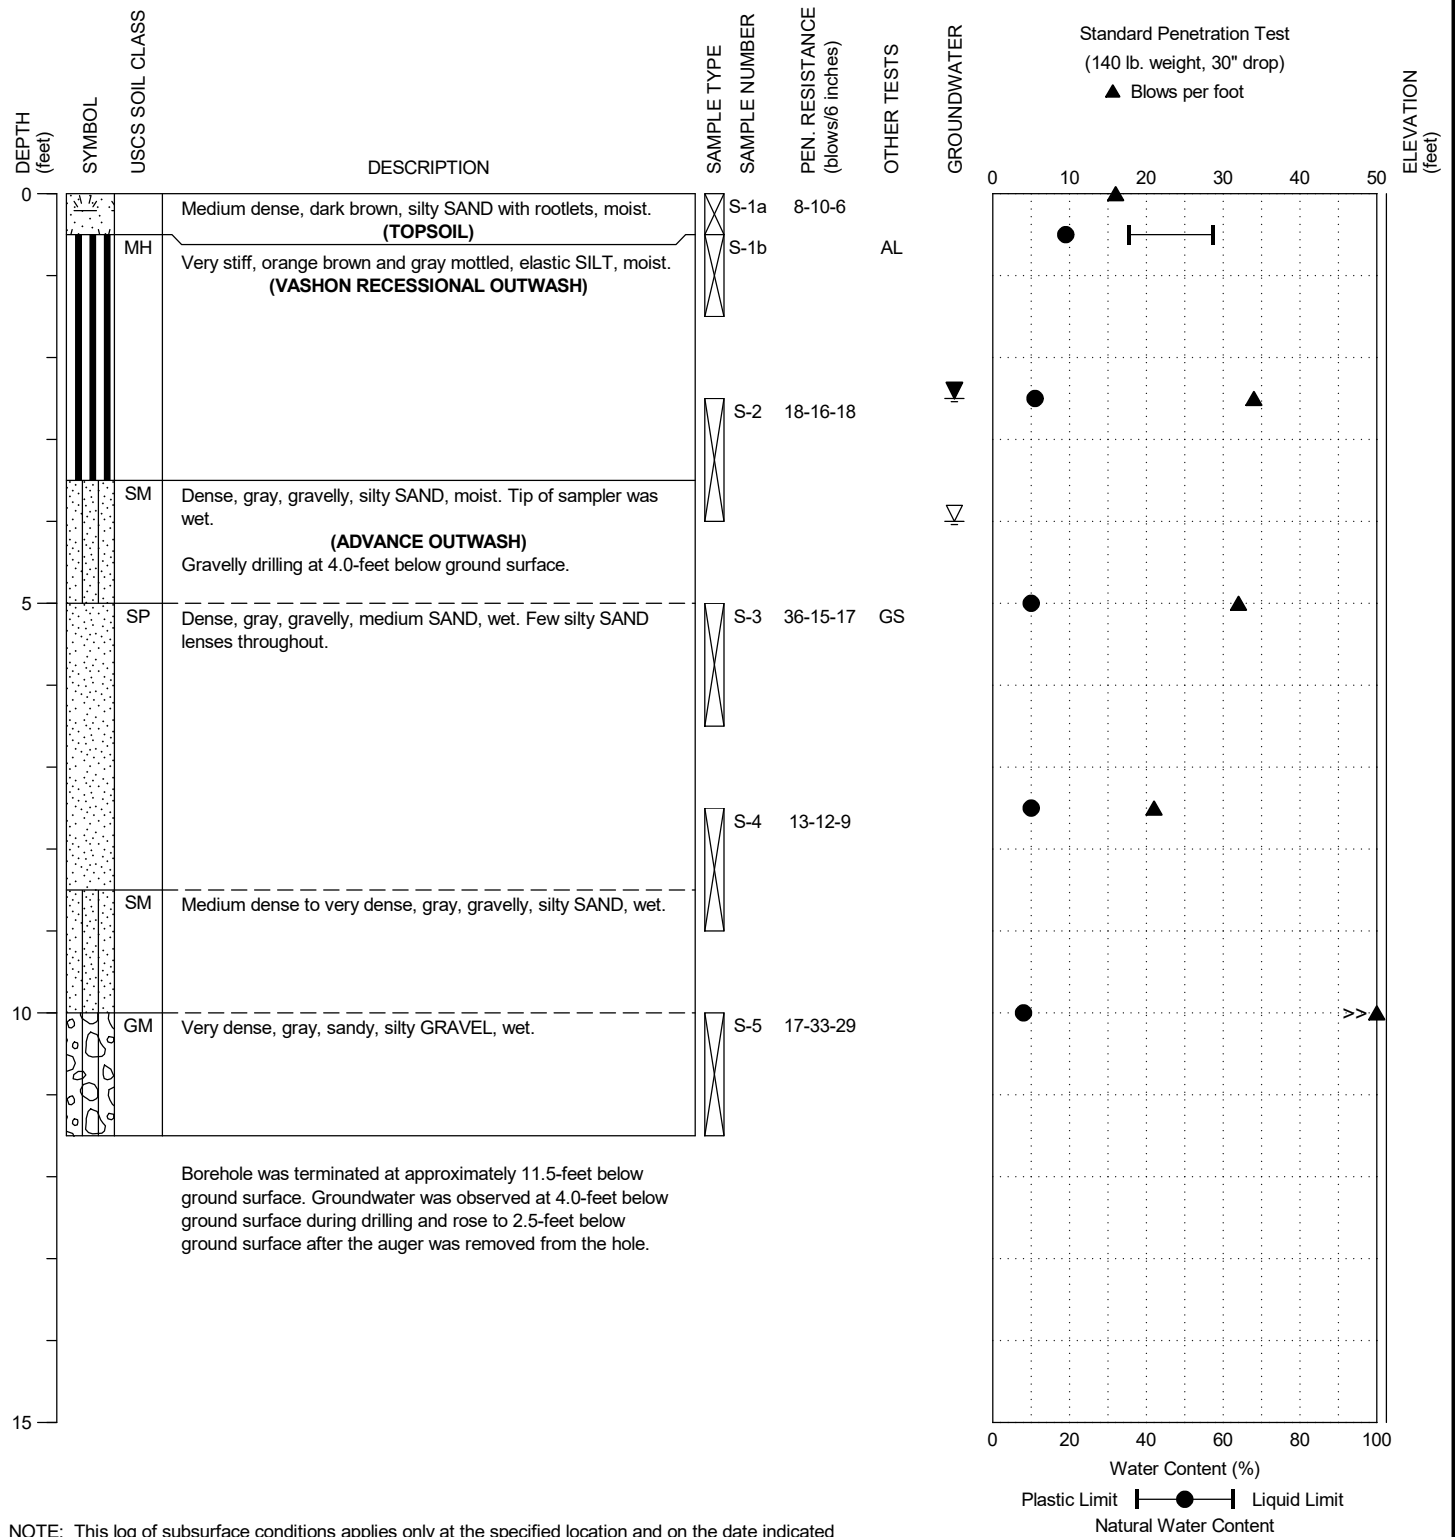 DEPTH
(feet)
SYMBOL
USCS SOIL CLASS
DESCRIPTION
SAMPLE TYPE
SAMPLE NUMBER
PEN. RESISTANCE
(blows/6 inches)
OTHER TESTS
GROUNDWATER
Standard Penetration Test
(140 lb. weight, 30" drop)
▲ Blows per foot
ELEVATION
(feet)
0 10 20 30 40 50
0
Medium dense, dark brown, silty SAND with rootlets, moist.
(TOPSOIL)
S-1a 8-10-6
MH
Very stiff, orange brown and gray mottled, elastic SILT, moist.
(VASHON RECESSIONAL OUTWASH)
S-1b AL
S-2 18-16-18
SM
Dense, gray, gravelly, silty SAND, moist. Tip of sampler was
wet.
(ADVANCE OUTWASH)
Gravelly drilling at 4.0-feet below ground surface.
5
SP
Dense, gray, gravelly, medium SAND, wet. Few silty SAND
lenses throughout.
S-3 36-15-17 GS
S-4 13-12-9
SM
Medium dense to very dense, gray, gravelly, silty SAND, wet.
10
GM
Very dense, gray, sandy, silty GRAVEL, wet.
S-5 17-33-29
>>
Borehole was terminated at approximately 11.5-feet below
ground surface. Groundwater was observed at 4.0-feet below
ground surface during drilling and rose to 2.5-feet below
ground surface after the auger was removed from the hole.
15
0 20 40 60 80 100
Water Content (%)
Plastic Limit Liquid Limit
Natural Water Content
NOTE: This log of subsurface conditions applies only at the specified location and on the date indicated